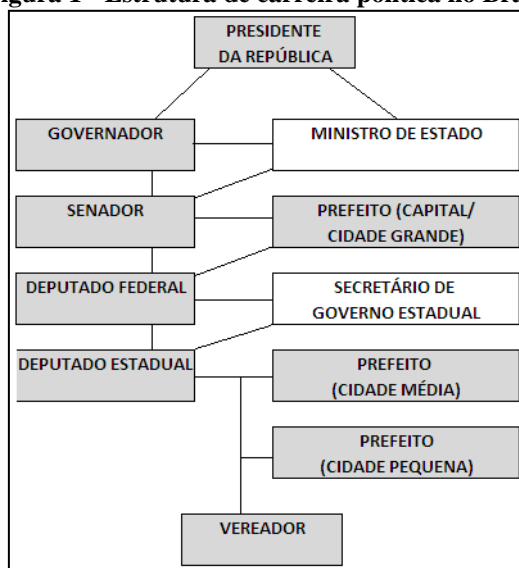 Figura 1 - Estrutura de carreira política no Bra
PRESIDENTE
DA REPÚBLICA
GOVERNADOR
MINISTRO DE ESTADO
SENADOR
PREFEITO (CAPITAL/
CIDADE GRANDE)
DEPUTADO FEDERAL
SECRETÁRIO DE
GOVERNO ESTADUAL
DEPUTADO ESTADUAL
PREFEITO
(CIDADE MÉDIA)
PREFEITO
(CIDADE PEQUENA)
VEREADOR